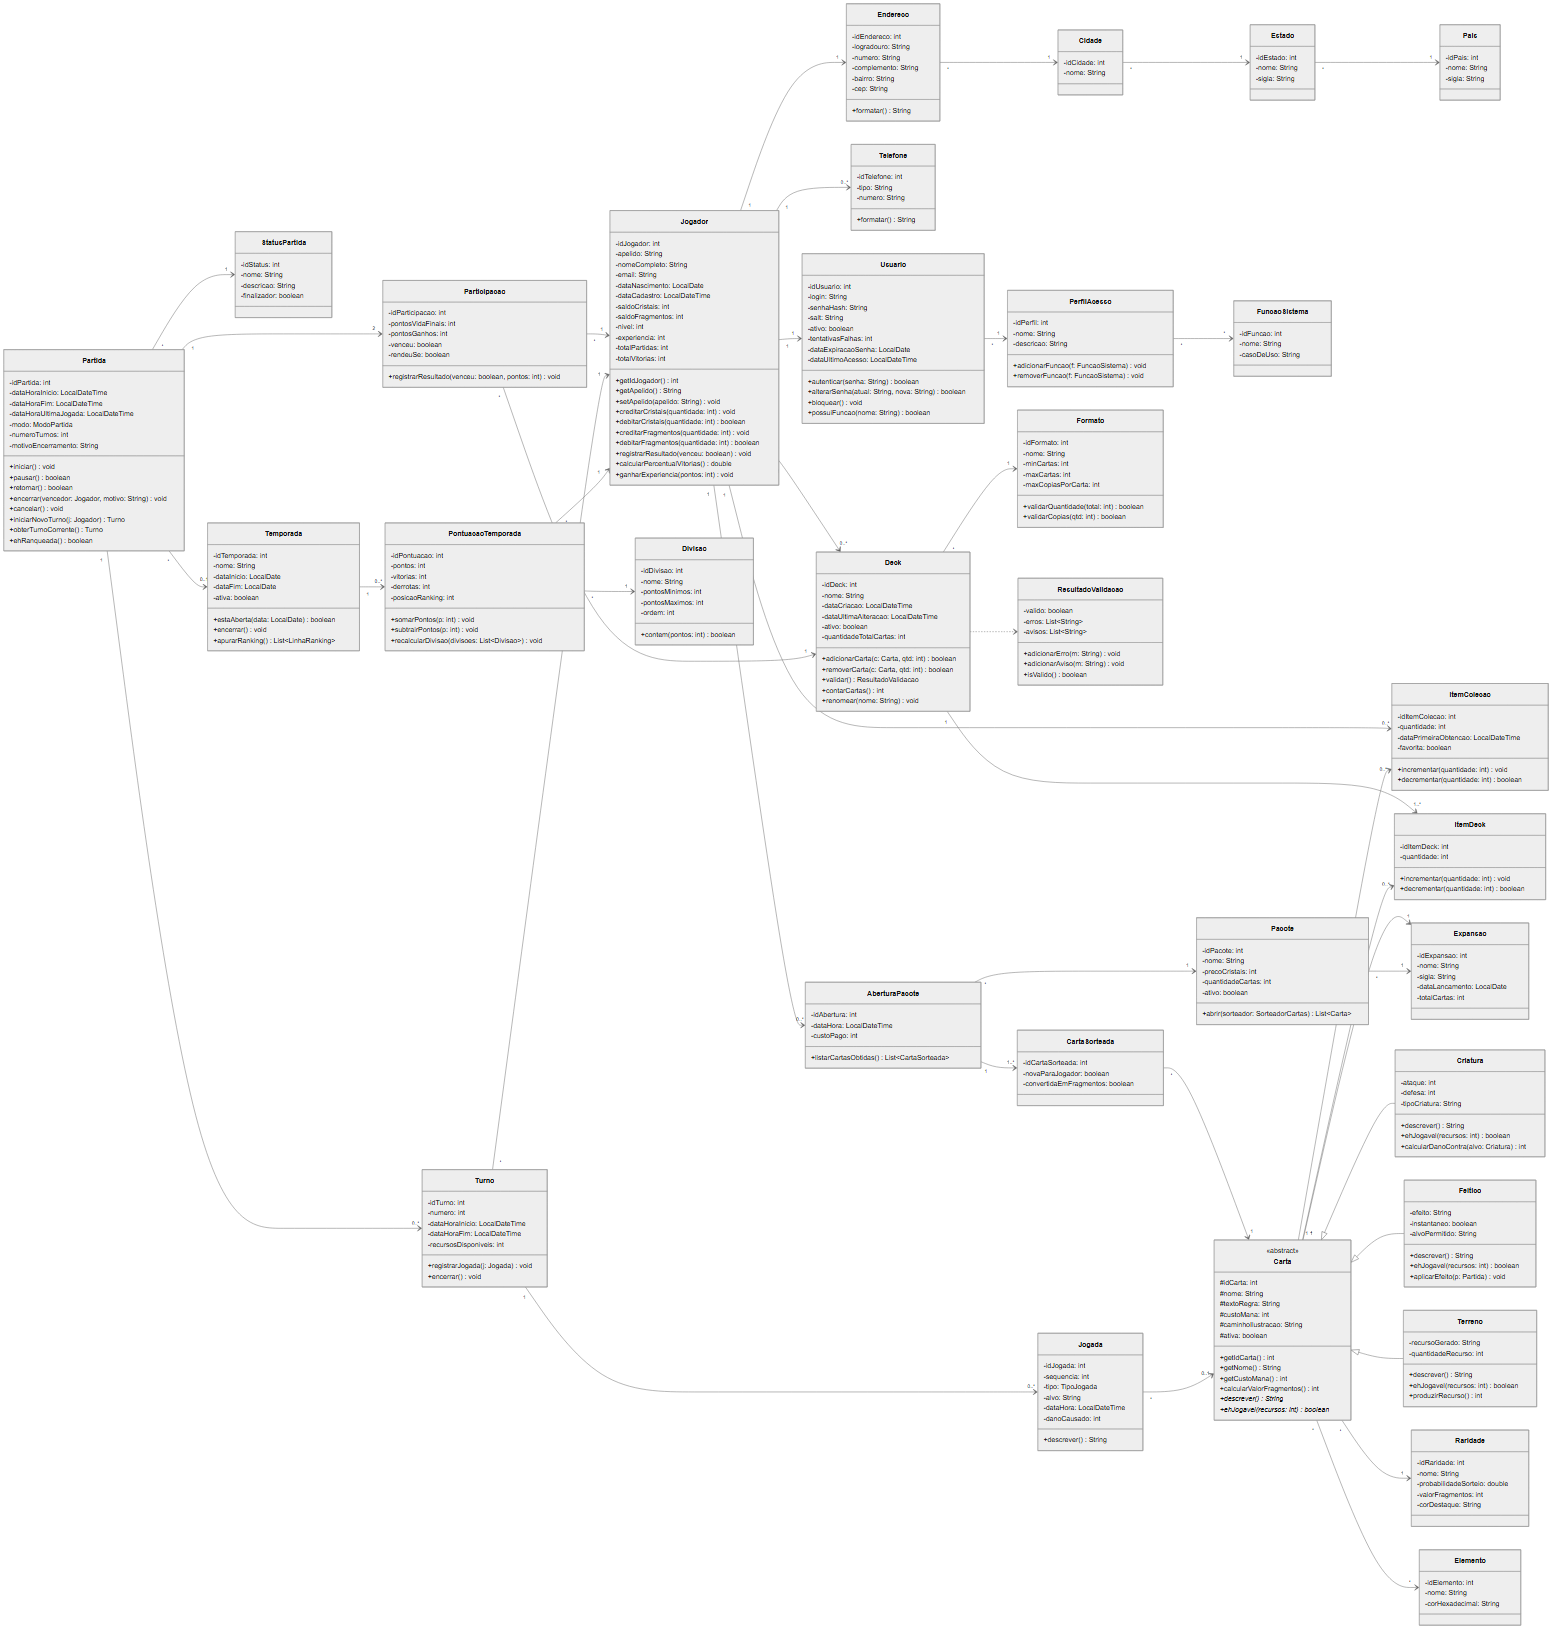 Endereco
-idEndereco: int
-logradouro: String
-numero: String
-complemento: String
-bairro: String
-cep: String
+formatar() : String
Cidade
-idCidade: int
-nome: String
Estado
-idEstado: int
-nome: String
-sigla: String
Pais
-idPais: int
-nome: String
-sigla: String
Telefone
-idTelefone: int
-tipo: String
-numero: String
+formatar() : String
StatusPartida
-idStatus: int
-nome: String
-descricao: String
-finalizador: boolean
Participacao
-idParticipacao: int
-pontosVidaFinais: int
-pontosGanhos: int
-venceu: boolean
-rendeuSe: boolean
+registrarResultado(venceu: boolean, pontos: int) : void
Jogador
-idJogador: int
-apelido: String
-nomeCompleto: String
-email: String
-dataNascimento: LocalDate
-dataCadastro: LocalDateTime
-saldoCristais: int
-saldoFragmentos: int
-nivel: int
-experiencia: int
-totalPartidas: int
-totalVitorias: int
+getIdJogador() : int
+getApelido() : String
+setApelido(apelido: String) : void
+creditarCristais(quantidade: int) : void
+debitarCristais(quantidade: int) : boolean
+creditarFragmentos(quantidade: int) : void
+debitarFragmentos(quantidade: int) : boolean
+registrarResultado(venceu: boolean) : void
+calcularPercentualVitorias() : double
+ganharExperiencia(pontos: int) : void
Usuario
-idUsuario: int
-login: String
-senhaHash: String
-salt: String
-ativo: boolean
-tentativasFalhas: int
-dataExpiracaoSenha: LocalDate
-dataUltimoAcesso: LocalDateTime
+autenticar(senha: String) : boolean
+alterarSenha(atual: String, nova: String) : boolean
+bloquear() : void
+possuiFuncao(nome: String) : boolean
PerfilAcesso
-idPerfil: int
-nome: String
-descricao: String
+adicionarFuncao(f: FuncaoSistema) : void
+removerFuncao(f: FuncaoSistema) : void
FuncaoSistema
-idFuncao: int
-nome: String
-casoDeUso: String
Partida
-idPartida: int
-dataHoraInicio: LocalDateTime
-dataHoraFim: LocalDateTime
-dataHoraUltimaJogada: LocalDateTime
-modo: ModoPartida
-numeroTurnos: int
-motivoEncerramento: String
+iniciar() : void
+pausar() : boolean
+retomar() : boolean
+encerrar(vencedor: Jogador, motivo: String) : void
+cancelar() : void
+iniciarNovoTurno(j: Jogador) : Turno
+obterTurnoCorrente() : Turno
+ehRanqueada() : boolean
Formato
-idFormato: int
-nome: String
-minCartas: int
-maxCartas: int
-maxCopiasPorCarta: int
+validarQuantidade(total: int) : boolean
+validarCopias(qtd: int) : boolean
Temporada
-idTemporada: int
-nome: String
-dataInicio: LocalDate
-dataFim: LocalDate
-ativa: boolean
+estaAberta(data: LocalDate) : boolean
+encerrar() : void
+apurarRanking() : List<LinhaRanking>
PontuacaoTemporada
-idPontuacao: int
-pontos: int
-vitorias: int
-derrotas: int
-posicaoRanking: int
+somarPontos(p: int) : void
+subtrairPontos(p: int) : void
+recalcularDivisao(divisoes: List<Divisao>) : void
Divisao
-idDivisao: int
-nome: String
-pontosMinimos: int
-pontosMaximos: int
-ordem: int
+contem(pontos: int) : boolean
Deck
-idDeck: int
-nome: String
-dataCriacao: LocalDateTime
-dataUltimaAlteracao: LocalDateTime
-ativo: boolean
-quantidadeTotalCartas: int
+adicionarCarta(c: Carta, qtd: int) : boolean
+removerCarta(c: Carta, qtd: int) : boolean
+validar() : ResultadoValidacao
+contarCartas() : int
+renomear(nome: String) : void
ResultadoValidacao
-valido: boolean
-erros: List<String>
-avisos: List<String>
+adicionarErro(m: String) : void
+adicionarAviso(m: String) : void
+isValido() : boolean
ItemColecao
-idItemColecao: int
-quantidade: int
-dataPrimeiraObtencao: LocalDateTime
-favorita: boolean
+incrementar(quantidade: int) : void
+decrementar(quantidade: int) : boolean
ItemDeck
-idItemDeck: int
-quantidade: int
+incrementar(quantidade: int) : void
+decrementar(quantidade: int) : boolean
Pacote
-idPacote: int
-nome: String
-precoCristais: int
-quantidadeCartas: int
-ativo: boolean
+abrir(sorteador: SorteadorCartas) : List<Carta>
Expansao
-idExpansao: int
-nome: String
-sigla: String
-dataLancamento: LocalDate
-totalCartas: int
AberturaPacote
-idAbertura: int
-dataHora: LocalDateTime
-custoPago: int
+listarCartasObtidas() : List<CartaSorteada>
CartaSorteada
-idCartaSorteada: int
-novaParaJogador: boolean
-convertidaEmFragmentos: boolean
Criatura
-ataque: int
-defesa: int
-tipoCriatura: String
+descrever() : String
+ehJogavel(recursos: int) : boolean
+calcularDanoContra(alvo: Criatura) : int
Turno
-idTurno: int
-numero: int
-dataHoraInicio: LocalDateTime
-dataHoraFim: LocalDateTime
-recursosDisponiveis: int
+registrarJogada(j: Jogada) : void
+encerrar() : void
Feitico
-efeito: String
-instantaneo: boolean
-alvoPermitido: String
+descrever() : String
+ehJogavel(recursos: int) : boolean
+aplicarEfeito(p: Partida) : void
«abstract»
Carta
#idCarta: int
#nome: String
#textoRegra: String
#custoMana: int
#caminhoIlustracao: String
#ativa: boolean
+getIdCarta() : int
+getNome() : String
+getCustoMana() : int
+calcularValorFragmentos() : int
+descrever() : String
+ehJogavel(recursos: int) : boolean
Terreno
-recursoGerado: String
-quantidadeRecurso: int
+descrever() : String
+ehJogavel(recursos: int) : boolean
+produzirRecurso() : int
Jogada
-idJogada: int
-sequencia: int
-tipo: TipoJogada
-alvo: String
-dataHora: LocalDateTime
-danoCausado: int
+descrever() : String
Raridade
-idRaridade: int
-nome: String
-probabilidadeSorteio: double
-valorFragmentos: int
-corDestaque: String
Elemento
-idElemento: int
-nome: String
-corHexadecimal: String